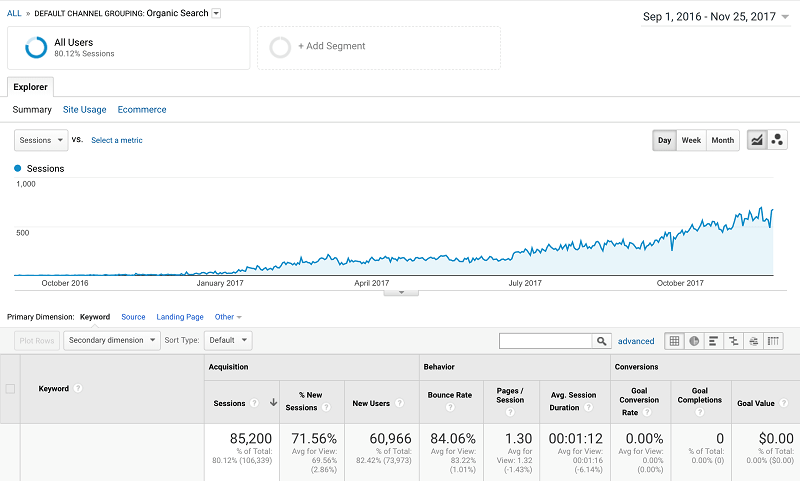 ALL » DEFAULT CHANNEL GROUPING: Organic Search
Sep 1, 2016 - Nov 25, 2017
All Users
80.12% Sessions
+ Add Segment
Explorer
Summary Site Usage Ecommerce
Sessions VS. Select a metric
Day Week Month
Sessions
1,000
500
October 2016 January 2017 April 2017 July 2017 October 2017
Primary Dimension: Keyword Source Landing Page Other
Plot Rows Secondary dimension Sort Type: Default advanced
Keyword ?
Acquisition Behavior Conversions
Sessions ? % New Sessions ? New Users ? Bounce Rate ? Pages / Session ? Avg. Session Duration ? Goal Conversion Rate ? Goal Completions ? Goal Value ?
85,200 71.56% 60,966 84.06% 1.30 00:01:12 0.00% 0 $0.00
% of Total: 80.12% (106,339) Avg for View: 69.56% (2.86%) % of Total: 82.42% (73,973) Avg for View: 83.22% (1.01%) Avg for View: 1.32 (-1.43%) Avg for View: 00:01:16 (-6.14%) Avg for View: 0.00% (0.00%) % of Total: 0.00% (0) % of Total: 0.00% ($0.00)